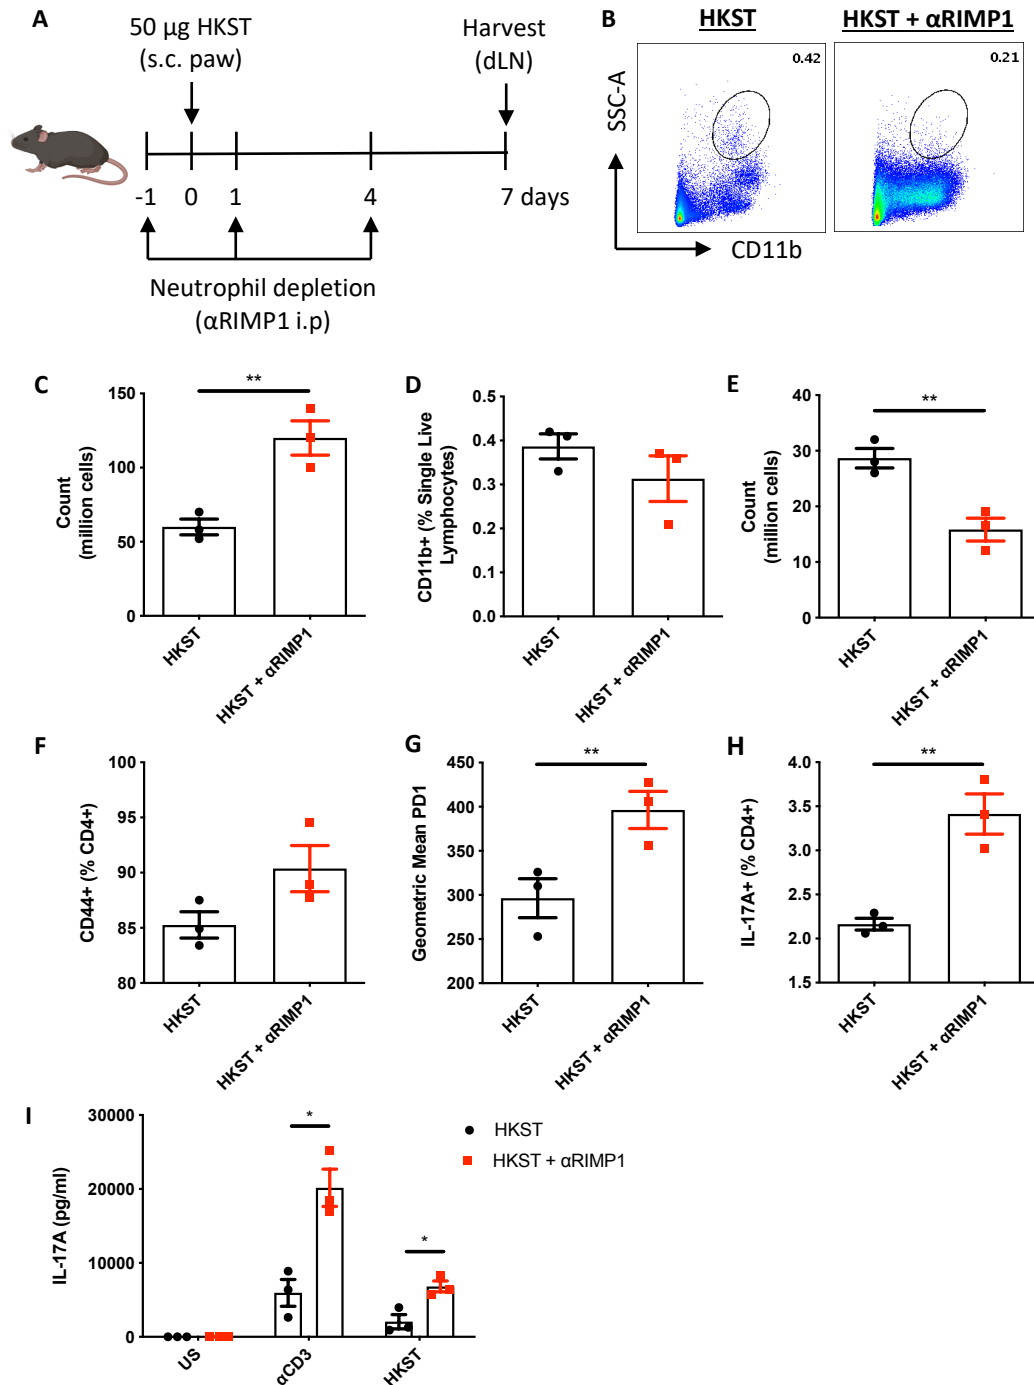 A
50 µg HKST
(s.c. paw)
Harvest
(dLN)
-1 0 1 4 7 days
Neutrophil depletion
(αRIMP1 i.p)
B
HKST
HKST + αRIMP1
0.42
0.21
SSC-A
CD11b
C
**
Count
(million cells)
150
100
50
0
HKST
HKST + αRIMP1
D
CD11b+ (% Single Live
Lymphocytes)
0.5
0.4
0.3
0.2
0.1
0.0
HKST
HKST + αRIMP1
E
**
Count
(million cells)
40
30
20
10
0
HKST
HKST + αRIMP1
F
CD44+ (% CD4+)
100
95
90
85
80
HKST
HKST + αRIMP1
G
**
Geometric Mean PD1
450
400
350
300
250
200
HKST
HKST + αRIMP1
H
**
IL-17A+ (% CD4+)
4.0
3.5
3.0
2.5
2.0
1.5
HKST
HKST + αRIMP1
I
IL-17A (pg/ml)
30000
20000
10000
0
*
*
US
αCD3
HKST
HKST
HKST + αRIMP1